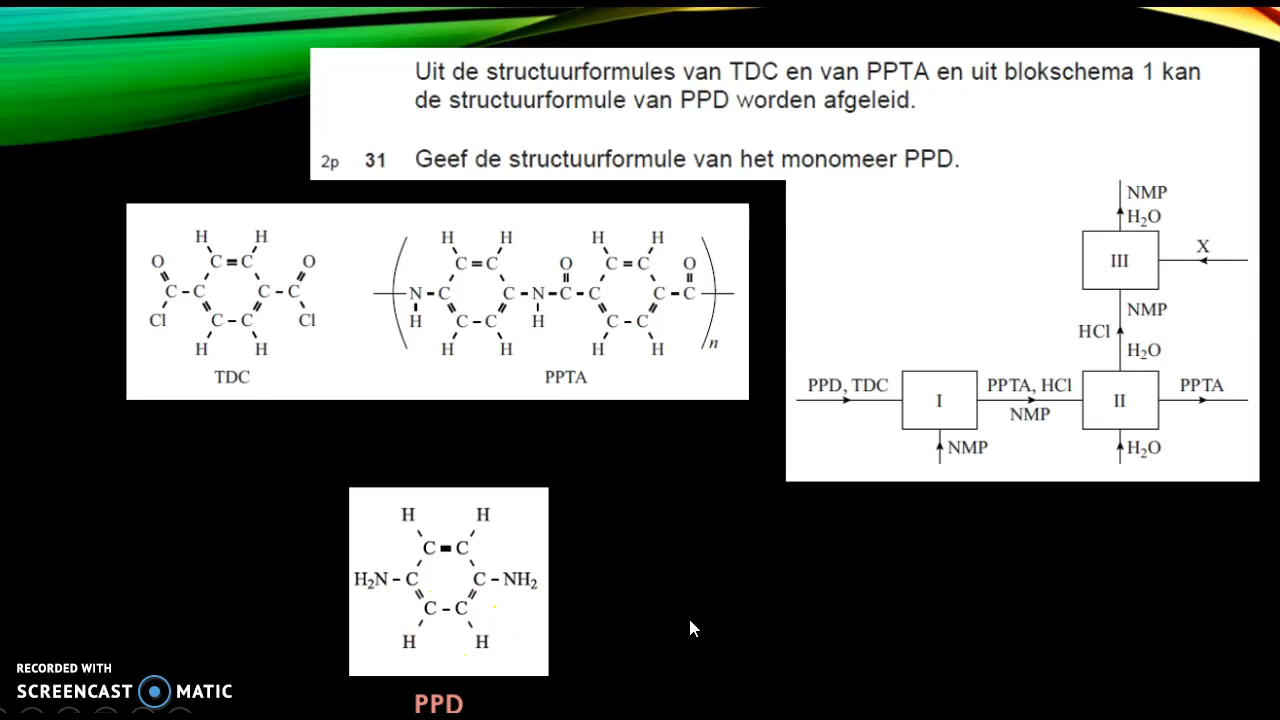 Uit de structuurformules van TDC en van PPTA en uit blokschema 1 kan
de structuurformule van PPD worden afgeleid.
2p 31 Geef de structuurformule van het monomeer PPD.
H H
O C=C O
C-C C-C
Cl C-C Cl
H H
TDC
H H H H
C=C O C=C O
N-C C-N-C-C C-C
H C-C H C-C
H H H H n
PPTA
NMP
H₂O
III X
NMP
HCl
H₂O
PPD, TDC I PPTA, HCl II PPTA
NMP
NMP H₂O
H H
C=C
H₂N-C C-NH₂
C-C
H H
PPD
RECORDED WITH
SCREENCAST MATIC